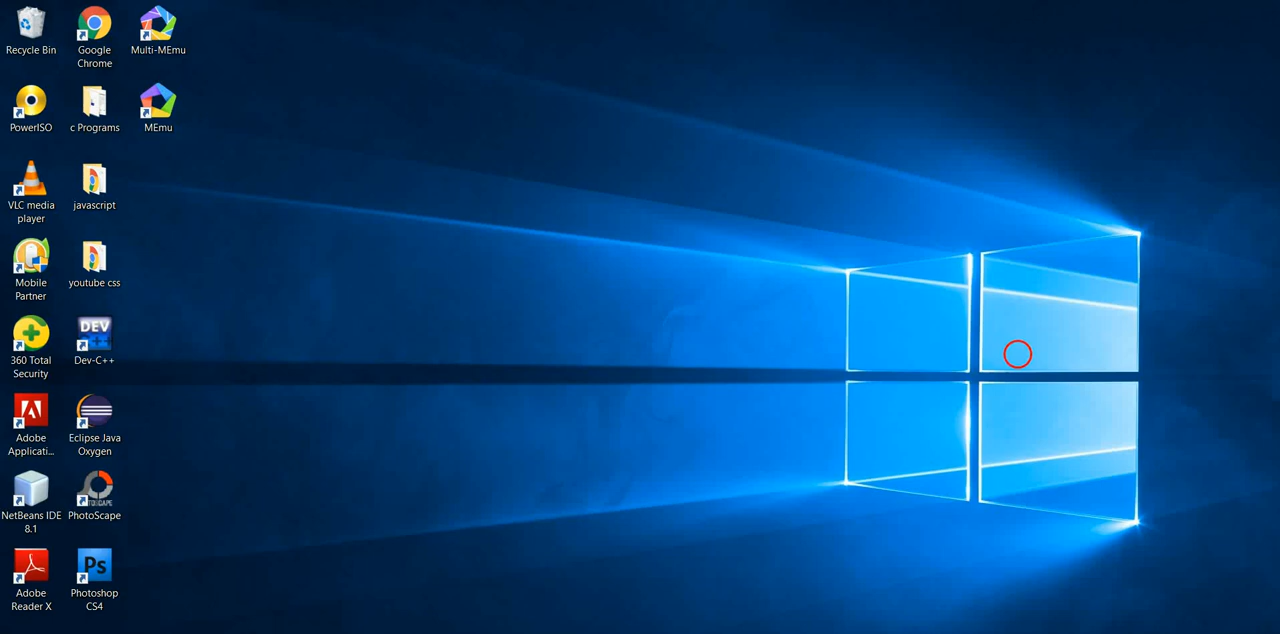 Recycle Bin
Google
Chrome
Multi-MEmu
PowerISO
c Programs
MEmu
VLC media
player
javascript
Mobile
Partner
youtube css
360 Total
Security
DEV
Dev-C++
Adobe
Applicati...
Eclipse Java
Oxygen
NetBeans IDE
8.1
PhotoScape
Adobe
Reader X
Ps
Photoshop
CS4